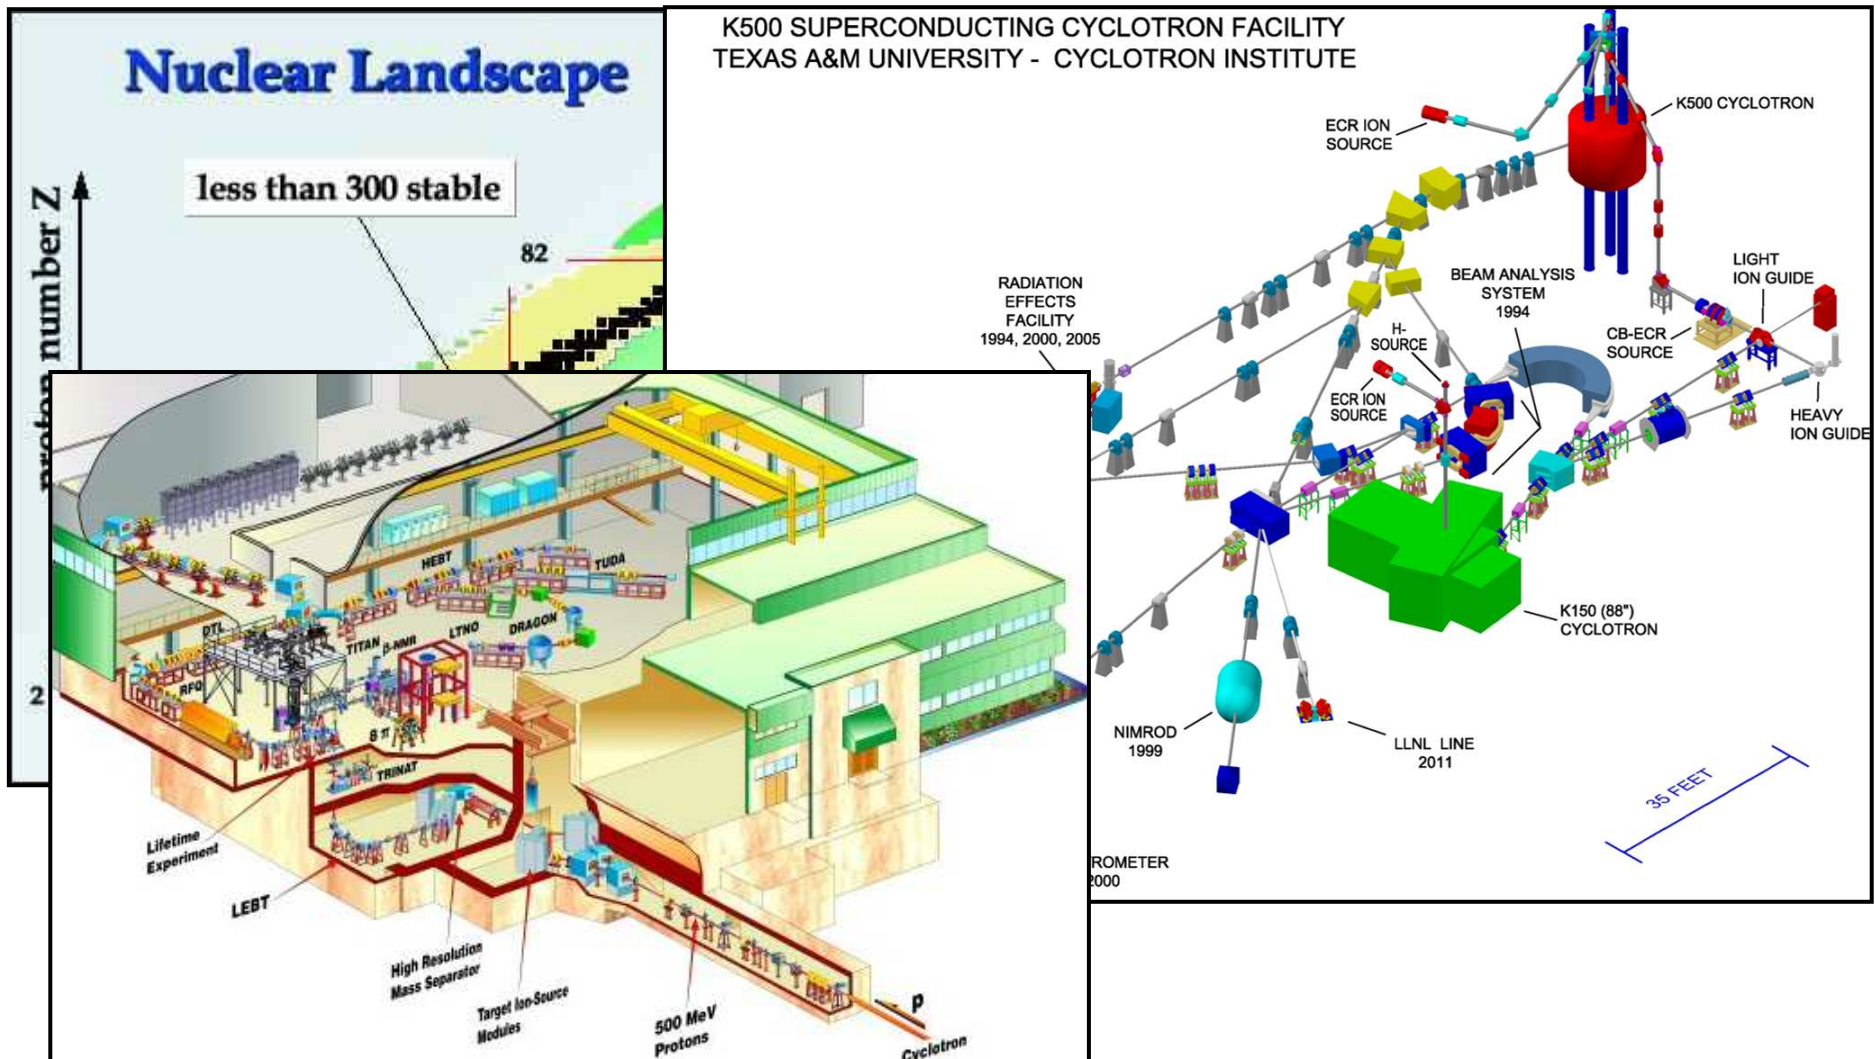 Nuclear Landscape
less than 300 stable
proton number Z
82
2
K500 SUPERCONDUCTING CYCLOTRON FACILITY
TEXAS A&M UNIVERSITY - CYCLOTRON INSTITUTE
K500 CYCLOTRON
ECR ION
SOURCE
RADIATION
EFFECTS
FACILITY
1994, 2000, 2005
BEAM ANALYSIS
SYSTEM
1994
LIGHT
ION GUIDE
H-
SOURCE
CB-ECR
SOURCE
ECR ION
SOURCE
HEAVY
ION GUIDE
K150 (88")
CYCLOTRON
NIMROD
1999
LLNL LINE
2011
35 FEET
ROMETER
2000
HEBT
TUDA
DTL
TITAN
β-NMR
LTNO
DRAGON
RFQ
8 π
TRINAT
Lifetime
Experiment
LEBT
High Resolution
Mass Separator
Target Ion-Source
Modules
500 MeV
Protons
P
Cyclotron